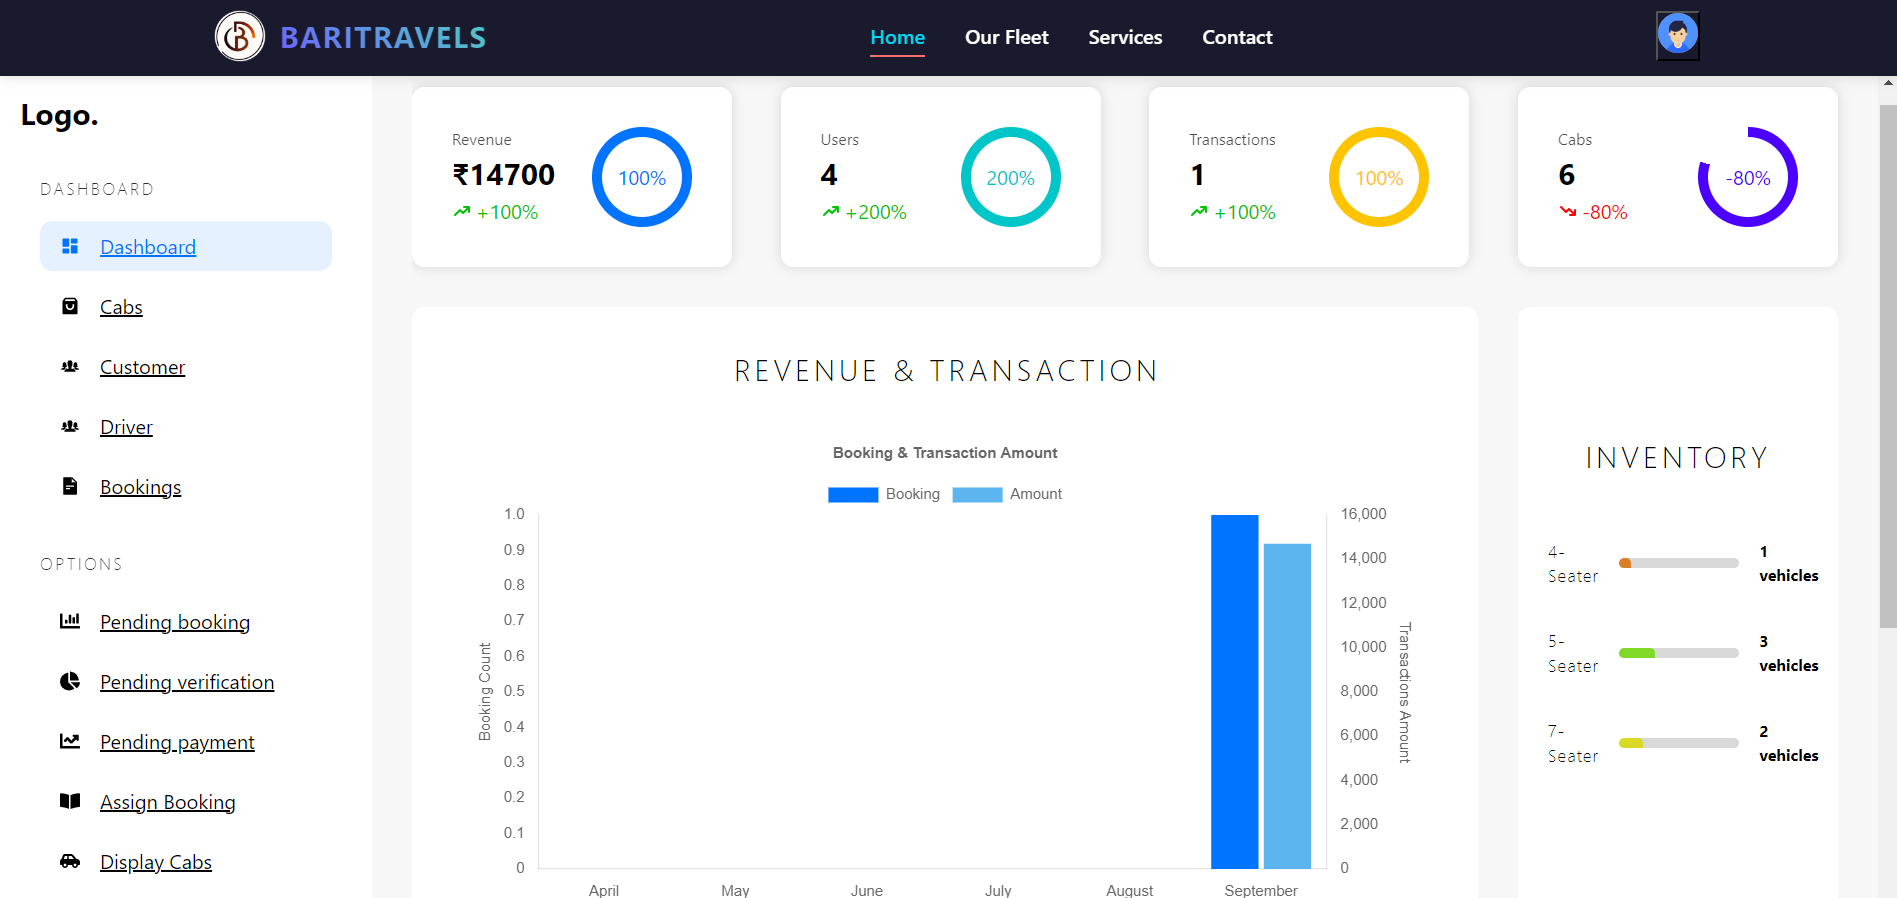 BARITRAVELS
Home Our Fleet Services Contact
Logo.
DASHBOARD
Dashboard
Cabs
Customer
Driver
Bookings
OPTIONS
Pending booking
Pending verification
Pending payment
Assign Booking
Display Cabs
Revenue
₹14700
+100%
100%
Users
4
+200%
200%
Transactions
1
+100%
100%
Cabs
6
-80%
-80%
REVENUE & TRANSACTION
Booking & Transaction Amount
Booking Amount
1.0
0.9
0.8
0.7
0.6
0.5
0.4
0.3
0.2
0.1
0
Booking Count
16,000
14,000
12,000
10,000
8,000
6,000
4,000
2,000
0
Transactions Amount
April May June July August September
INVENTORY
4-
Seater
1
vehicles
5-
Seater
3
vehicles
7-
Seater
2
vehicles